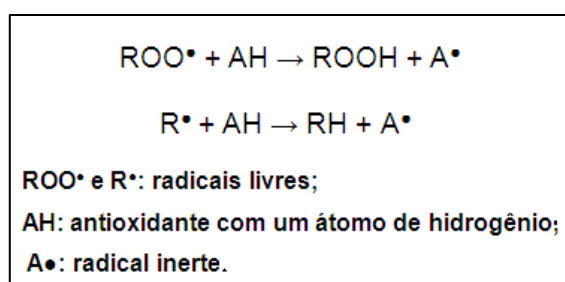 ROO• + AH → ROOH + A•
R• + AH → RH + A•
ROO• e R•: radicais livres;
AH: antioxidante com um átomo de hidrogênio;
A●: radical inerte.